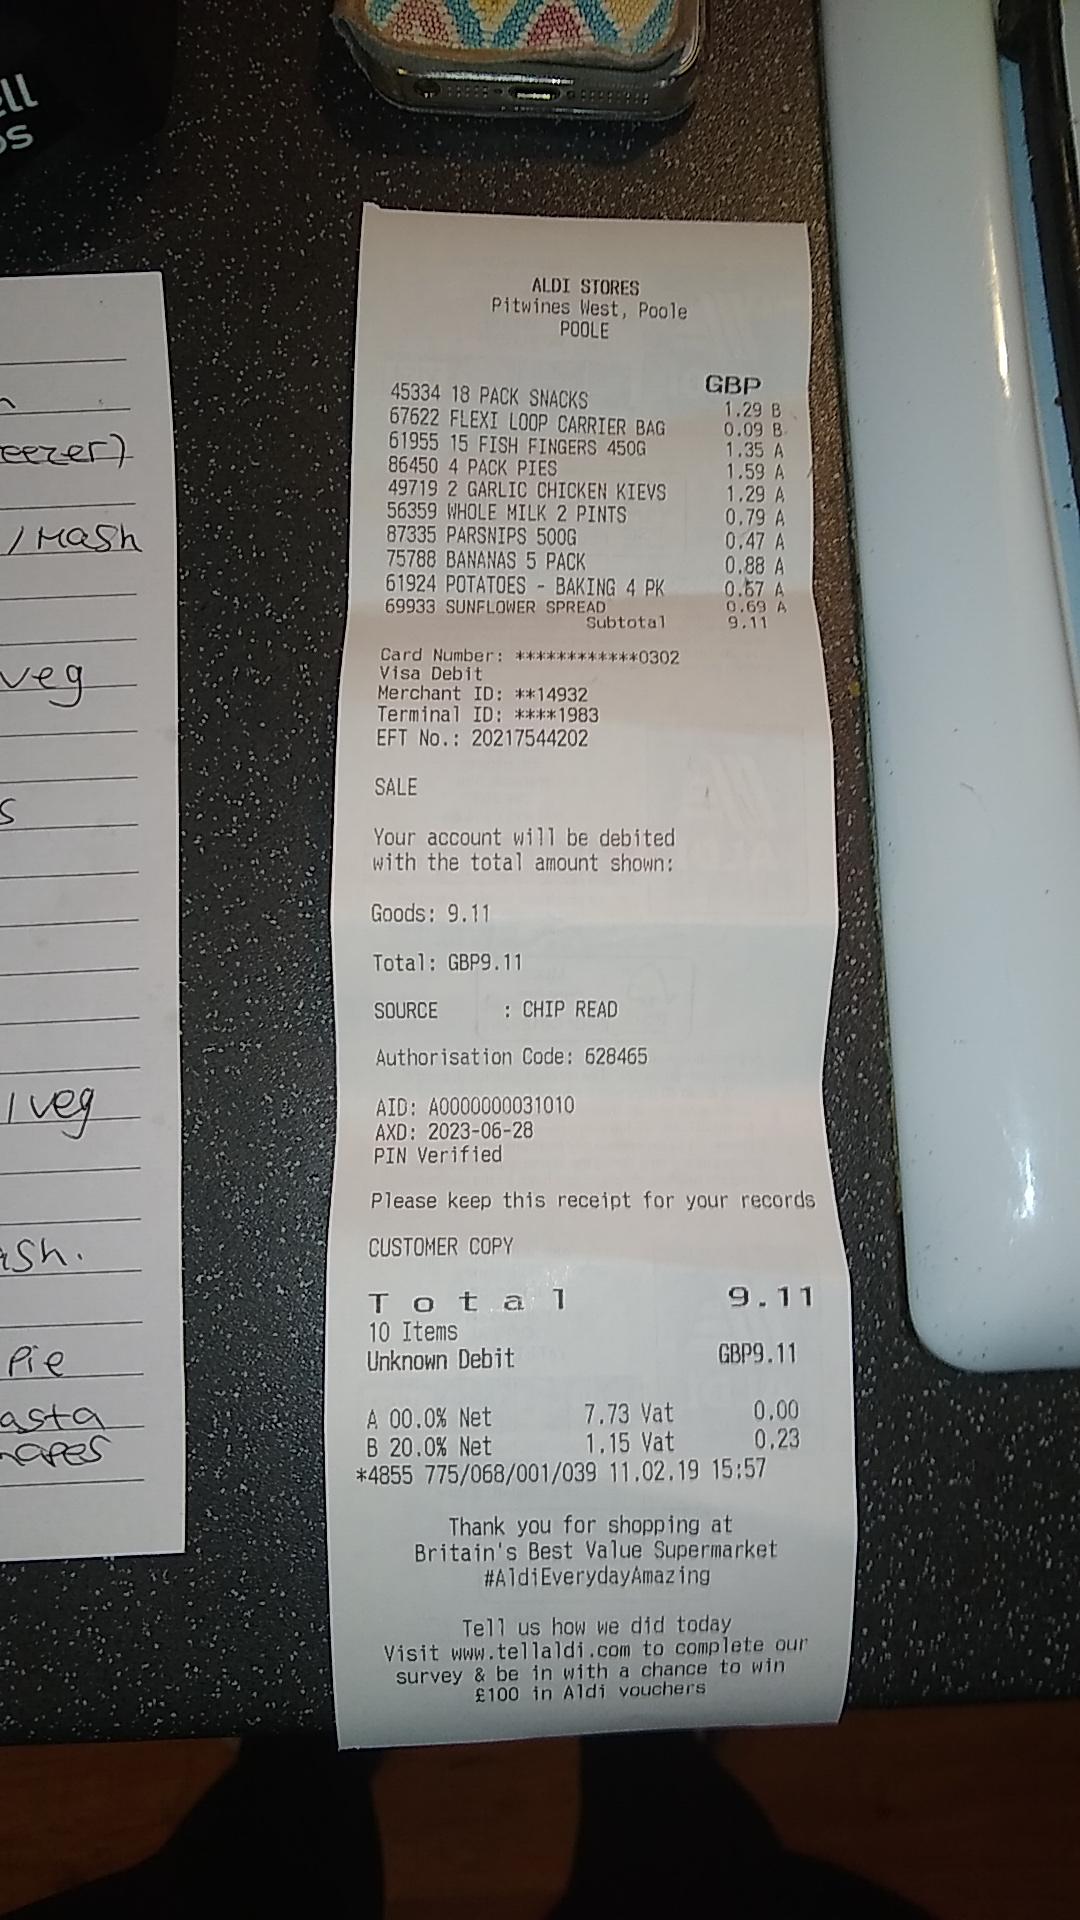 ell
os
eezer)
/ Mash
veg
s
/ veg
ash.
Pie
asta
hapes
ALDI STORES
Pitwines West, Poole
POOLE
GBP
45334 18 PACK SNACKS 1.29 B
67622 FLEXI LOOP CARRIER BAG 0.09 B
61955 15 FISH FINGERS 450G 1.35 A
86450 4 PACK PIES 1.59 A
49719 2 GARLIC CHICKEN KIEVS 1.29 A
56359 WHOLE MILK 2 PINTS 0.79 A
87335 PARSNIPS 500G 0.47 A
75788 BANANAS 5 PACK 0.88 A
61924 POTATOES - BAKING 4 PK 0.67 A
69933 SUNFLOWER SPREAD 0.69 A
Subtotal 9.11
Card Number: ************0302
Visa Debit
Merchant ID: **14932
Terminal ID: ****1983
EFT No.: 20217544202
SALE
Your account will be debited
with the total amount shown:
Goods: 9.11
Total: GBP9.11
SOURCE : CHIP READ
Authorisation Code: 628465
AID: A0000000031010
AXD: 2023-06-28
PIN Verified
Please keep this receipt for your records
CUSTOMER COPY
Total 9.11
10 Items
Unknown Debit GBP9.11
A 00.0% Net 7.73 Vat 0.00
B 20.0% Net 1.15 Vat 0.23
*4855 775/068/001/039 11.02.19 15:57
Thank you for shopping at
Britain's Best Value Supermarket
#AldiEverydayAmazing
Tell us how we did today
Visit www.tellaldi.com to complete our
survey & be in with a chance to win
£100 in Aldi vouchers